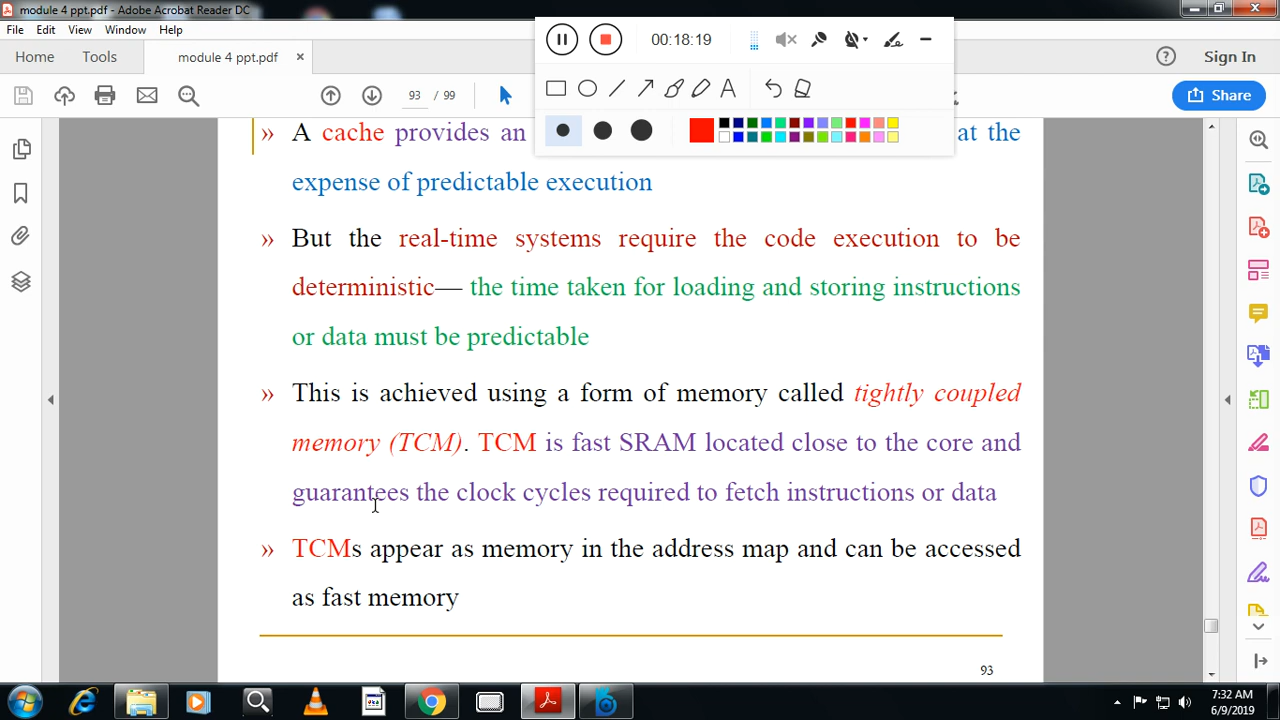 module 4 ppt.pdf - Adobe Acrobat Reader DC
File Edit View Window Help
Home Tools module 4 ppt.pdf × Sign In
00:18:19
93 / 99
Share
» A cache provides an at the
expense of predictable execution
» But the real-time systems require the code execution to be
deterministic— the time taken for loading and storing instructions
or data must be predictable
» This is achieved using a form of memory called tightly coupled
memory (TCM). TCM is fast SRAM located close to the core and
guarantees the clock cycles required to fetch instructions or data
» TCMs appear as memory in the address map and can be accessed
as fast memory
93
7:32 AM
6/9/2019